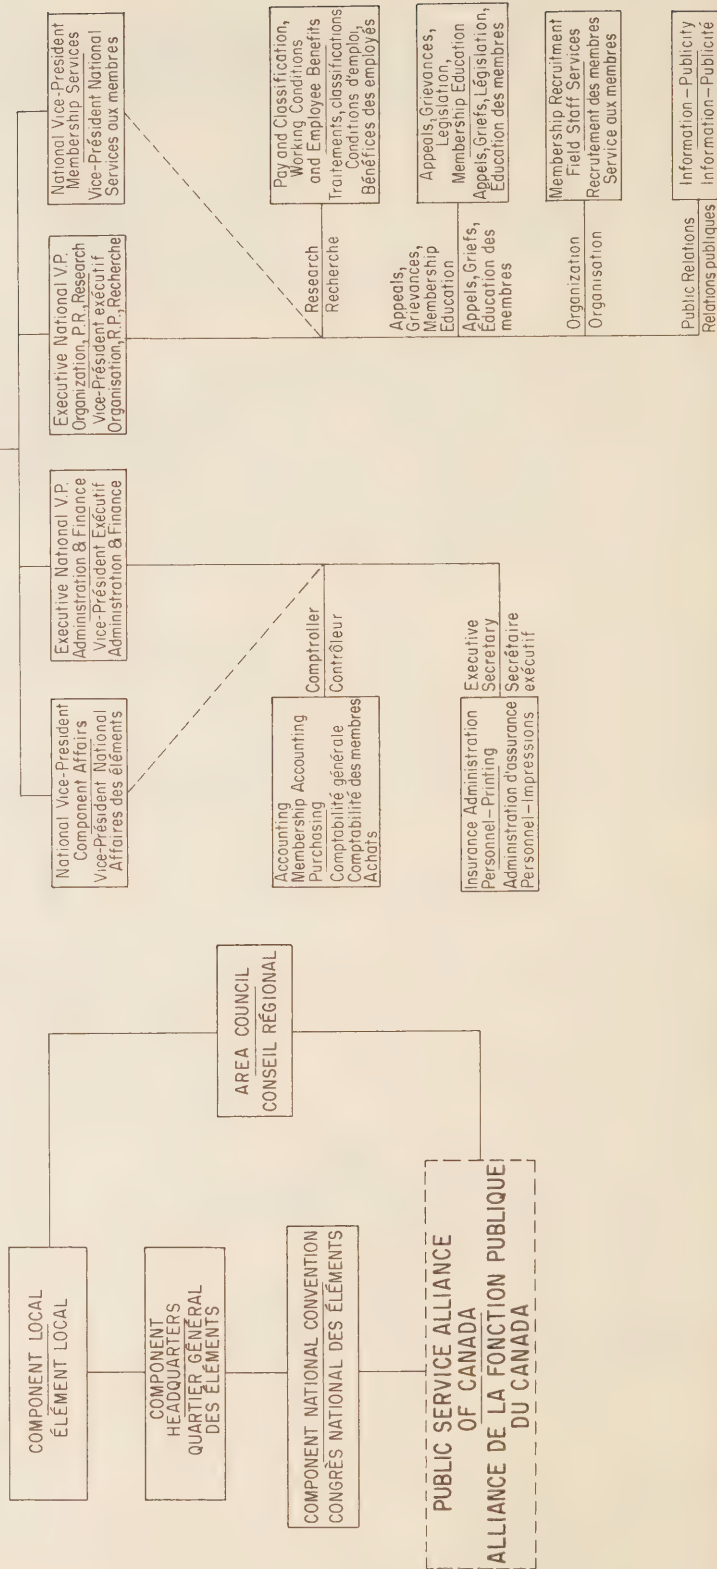 COMPONENT LOCAL
ÉLÉMENT LOCAL
COMPONENT
HEADQUARTERS
QUARTIER GÉNÉRAL
DES ÉLÉMENTS
COMPONENT NATIONAL CONVENTION
CONGRÈS NATIONAL DES ÉLÉMENTS
AREA COUNCIL
CONSEIL RÉGIONAL
PUBLIC SERVICE ALLIANCE
OF CANADA
ALLIANCE DE LA FONCTION PUBLIQUE
DU CANADA
National Vice-President
Component Affairs
Vice-Président National
Affaires des éléments
Executive National V.P.
Administration & Finance
Vice-Président Exécutif
Administration & Finance
Executive National V.P.
Organization, P.R., Research
Vice-Président exécutif
Organisation, R.P., Recherche
National Vice-President
Membership Services
Vice-Président National
Services aux membres
Accounting
Membership Accounting
Purchasing
Comptabilité générale
Comptabilité des membres
Achats
Comptroller
Contrôleur
Insurance Administration
Personnel-Printing
Administration d'assurance
Personnel-Impressions
Executive
Secretary
Secrétaire
exécutif
Research
Recherche
Pay and Classification,
Working Conditions
and Employee Benefits
Traitements, classifications
Conditions d'emploi,
Bénéfices des employés
Appeals,
Grievances,
Membership
Education
Appels, Griefs,
Éducation des
membres
Appeals, Grievances,
Legislation,
Membership Education
Appels, Griefs, Législation,
Éducation des membres
Organization
Organisation
Membership Recruitment
Field Staff Services
Recrutement des membres
Service aux membres
Public Relations
Relations publiques
Information-Publicity
Information-Publicité